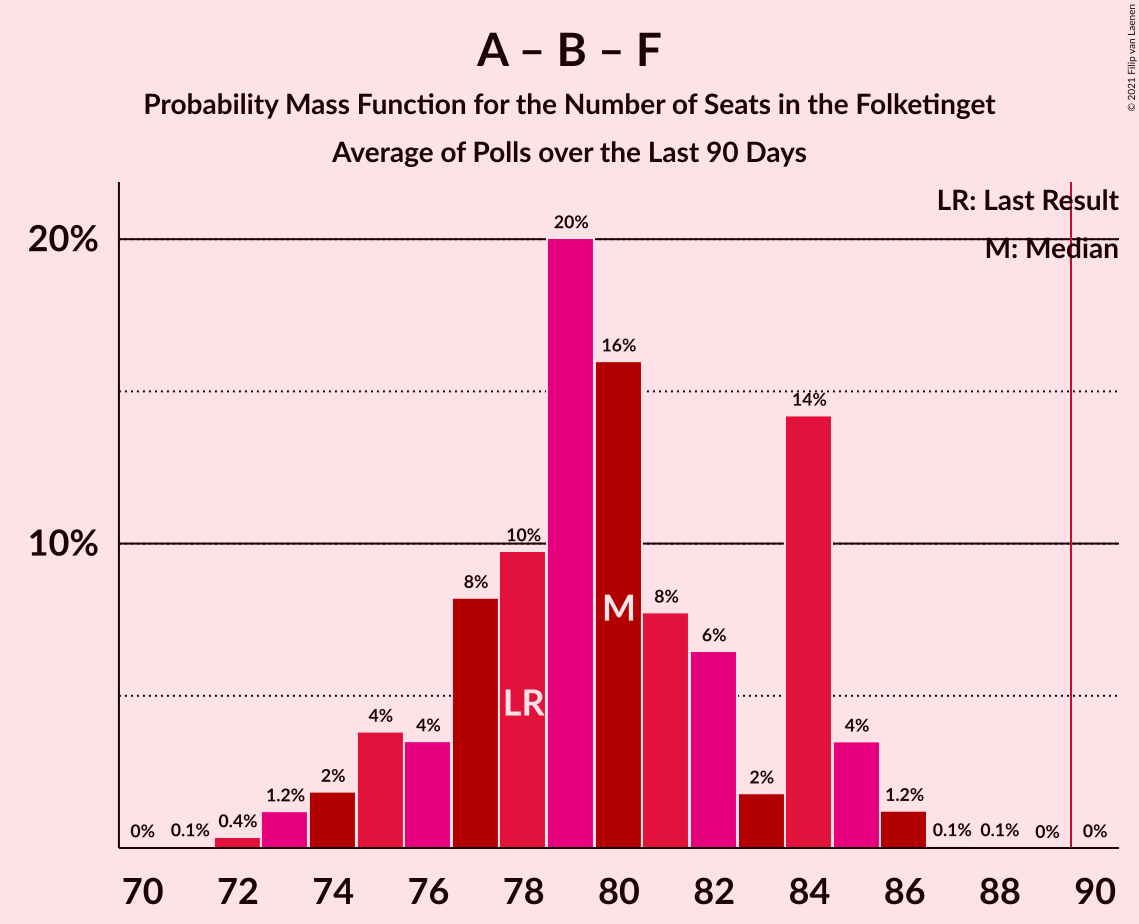 A – B – F
Probability Mass Function for the Number of Seats in the Folketinget
Average of Polls over the Last 90 Days
© 2021 Filip van Laenen
LR: Last Result
M: Median
20%
10%
0% 0.1% 0.4% 1.2% 2% 4% 4% 8% 10% 20% 16% 8% 6% 2% 14% 4% 1.2% 0.1% 0.1% 0% 0%
LR
M
70 72 74 76 78 80 82 84 86 88 90